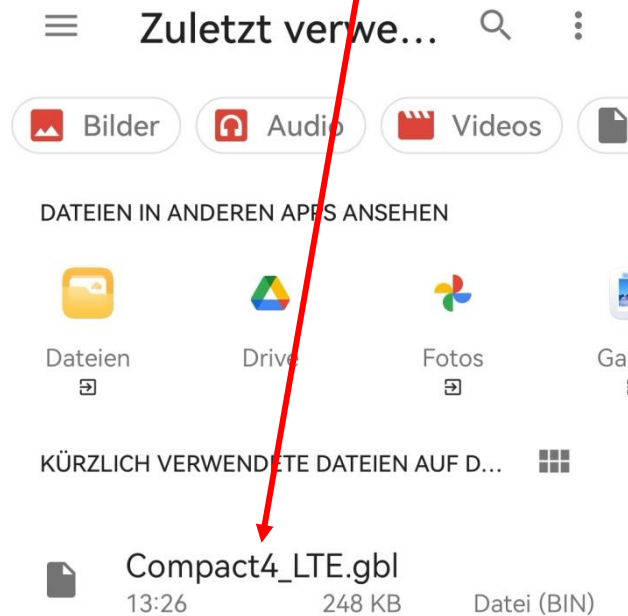 Zuletzt verwe...
Bilder Audio Videos
DATEIEN IN ANDEREN APPS ANSEHEN
Dateien Drive Fotos Ga
KÜRZLICH VERWENDETE DATEIEN AUF D...
Compact4_LTE.gbl
13:26 248 KB Datei (BIN)